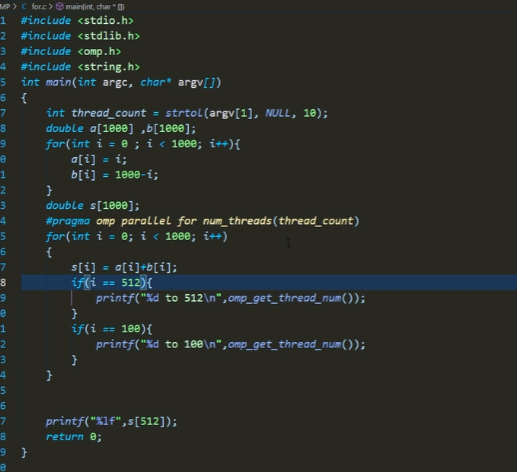 MP > C for.c > main(int, char * [])
1 #include <stdio.h>
2 #include <stdlib.h>
3 #include <omp.h>
4 #include <string.h>
5 int main(int argc, char* argv[])
6 {
7     int thread_count = strtol(argv[1], NULL, 10);
8     double a[1000] ,b[1000];
9     for(int i = 0 ; i < 1000; i++){
0         a[i] = i;
1         b[i] = 1000-i;
2     }
3     double s[1000];
4     #pragma omp parallel for num_threads(thread_count)
5     for(int i = 0; i < 1000; i++)
6     {
7         s[i] = a[i]+b[i];
8         if(i == 512){
9             printf("%d to 512\n",omp_get_thread_num());
0         }
1         if(i == 100){
2             printf("%d to 100\n",omp_get_thread_num());
3         }
4     }
5
6
7     printf("%lf",s[512]);
8     return 0;
9 }
0